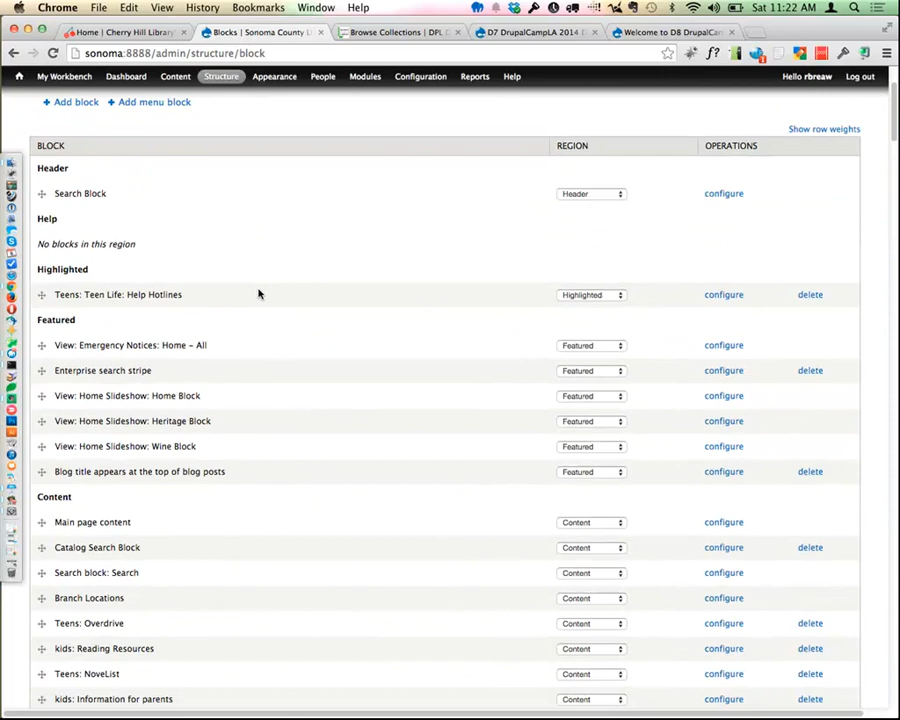 Chrome File Edit View History Bookmarks Window Help Sat 11:22 AM
Home | Cherry Hill Library Blocks | Sonoma County Li Browse Collections | DPL D7 DrupalCampLA 2014 D Welcome to D8 DrupalCam
sonoma:8888/admin/structure/block
My Workbench Dashboard Content Structure Appearance People Modules Configuration Reports Help Hello rbreaw Log out
+ Add block + Add menu block
Show row weights
BLOCK REGION OPERATIONS
Header
Search Block Header configure
Help
No blocks in this region
Highlighted
Teens: Teen Life: Help Hotlines Highlighted configure delete
Featured
View: Emergency Notices: Home - All Featured configure
Enterprise search stripe Featured configure delete
View: Home Slideshow: Home Block Featured configure
View: Home Slideshow: Heritage Block Featured configure
View: Home Slideshow: Wine Block Featured configure
Blog title appears at the top of blog posts Featured configure delete
Content
Main page content Content configure
Catalog Search Block Content configure delete
Search block: Search Content configure
Branch Locations Content configure
Teens: Overdrive Content configure delete
kids: Reading Resources Content configure delete
Teens: NoveList Content configure delete
kids: Information for parents Content configure delete